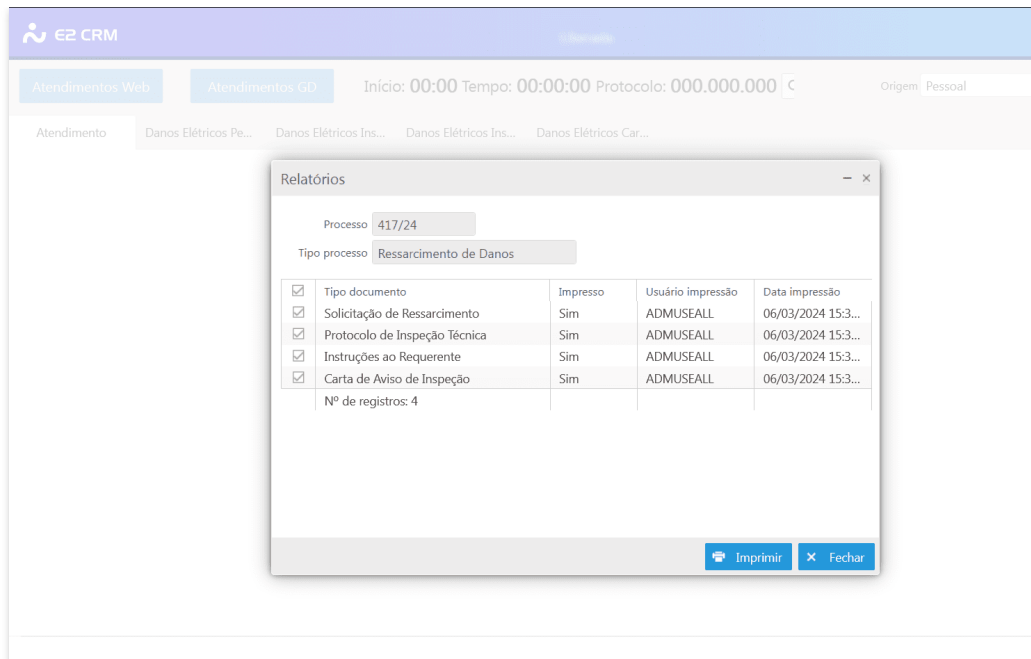 E2 CRM
Atendimentos Web Atendimentos GD Início: 00:00 Tempo: 00:00:00 Protocolo: 000.000.000 Origem Pessoal
Atendimento Danos Elétricos Pe... Danos Elétricos Ins... Danos Elétricos Ins... Danos Elétricos Car...
Relatórios
Processo 417/24
Tipo processo Ressarcimento de Danos
Tipo documento Impresso Usuário impressão Data impressão
Solicitação de Ressarcimento Sim ADMUSEALL 06/03/2024 15:3...
Protocolo de Inspeção Técnica Sim ADMUSEALL 06/03/2024 15:3...
Instruções ao Requerente Sim ADMUSEALL 06/03/2024 15:3...
Carta de Aviso de Inspeção Sim ADMUSEALL 06/03/2024 15:3...
Nº de registros: 4
Imprimir Fechar